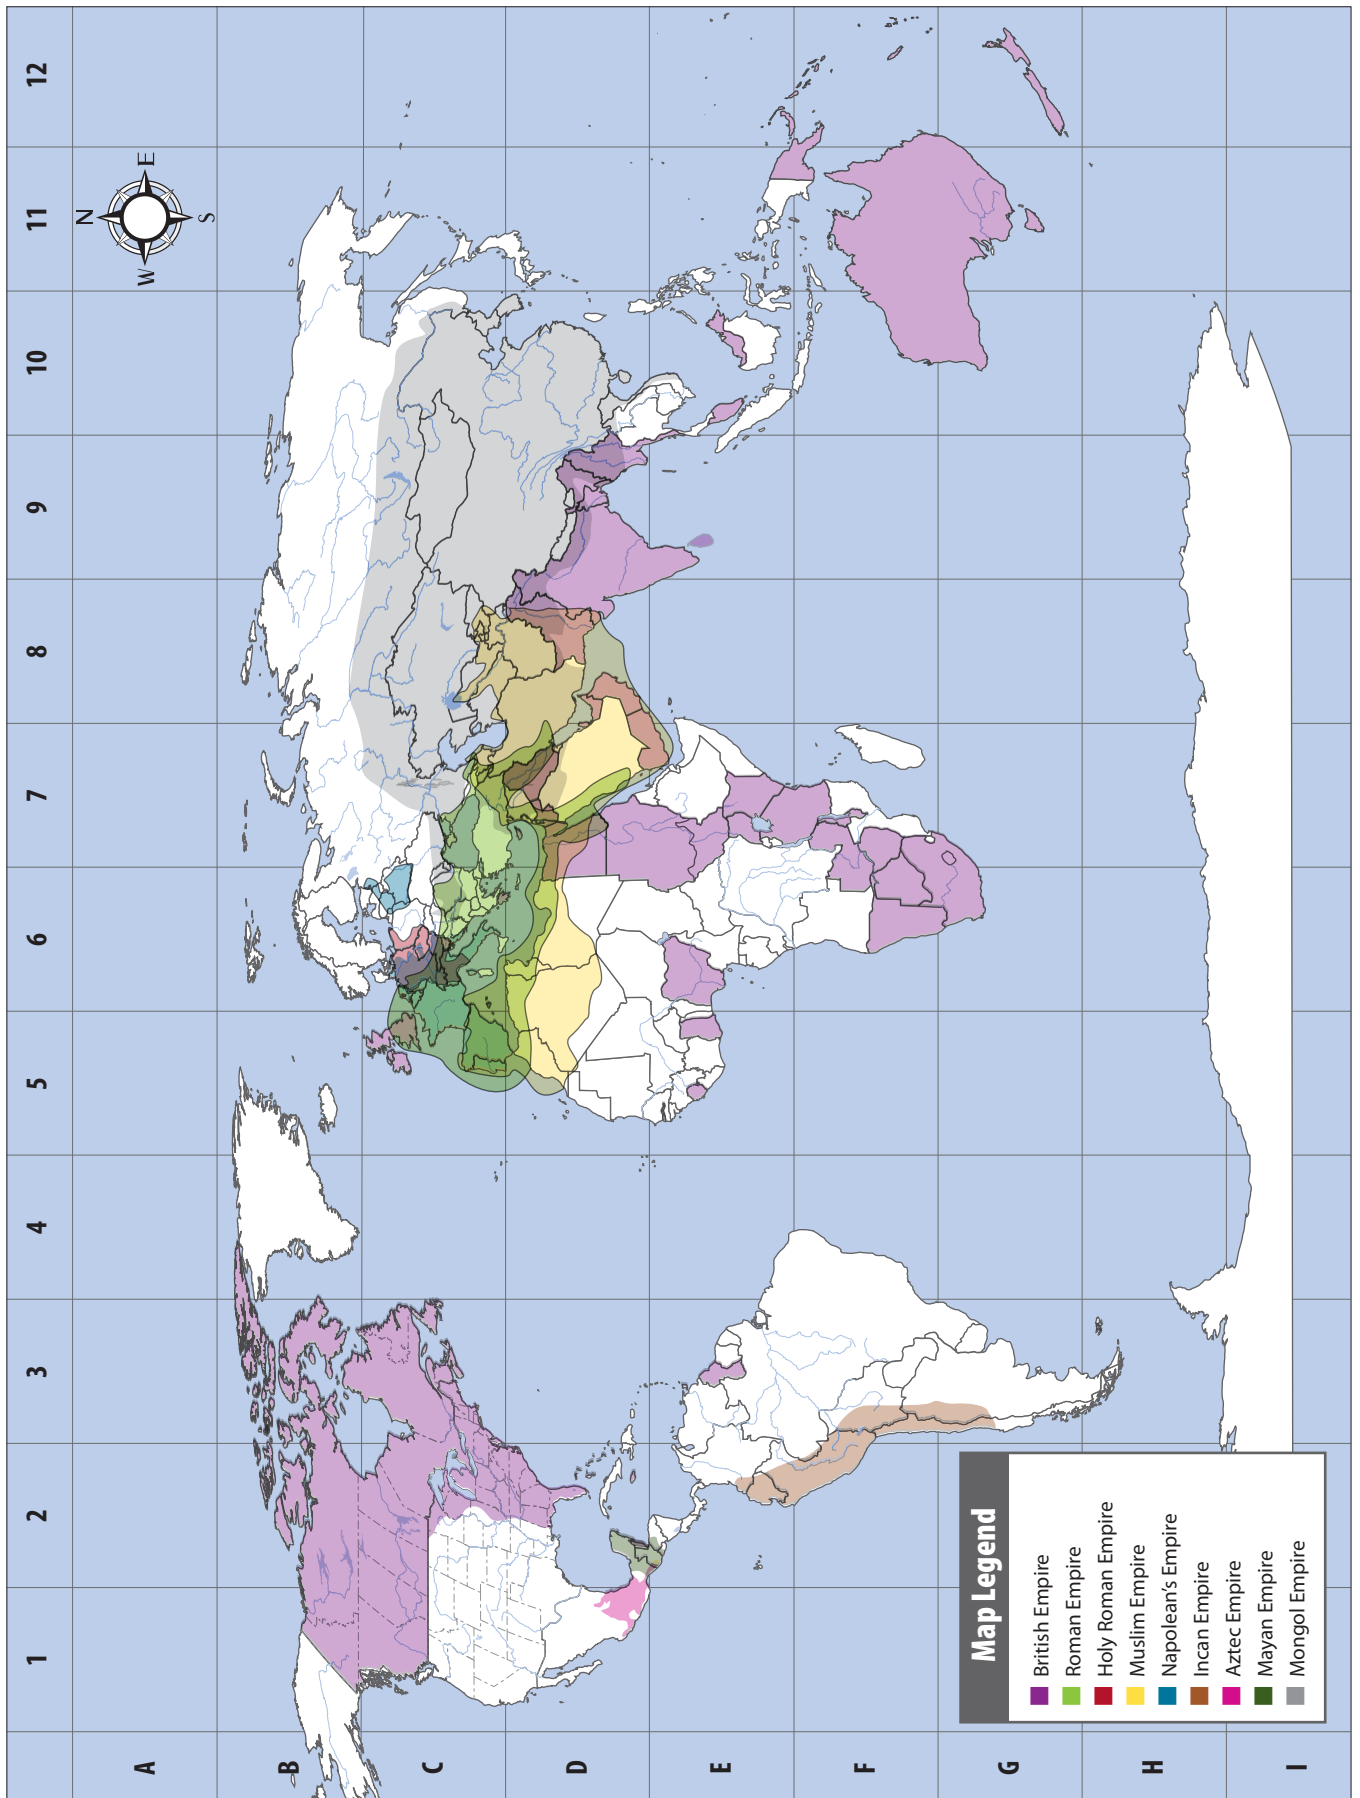 1 2 3 4 5 6 7 8 9 10 11 12
A
B
C
D
E
F
G
H
I
N
W E
S
Map Legend
British Empire
Roman Empire
Holy Roman Empire
Muslim Empire
Napolean's Empire
Incan Empire
Aztec Empire
Mayan Empire
Mongol Empire